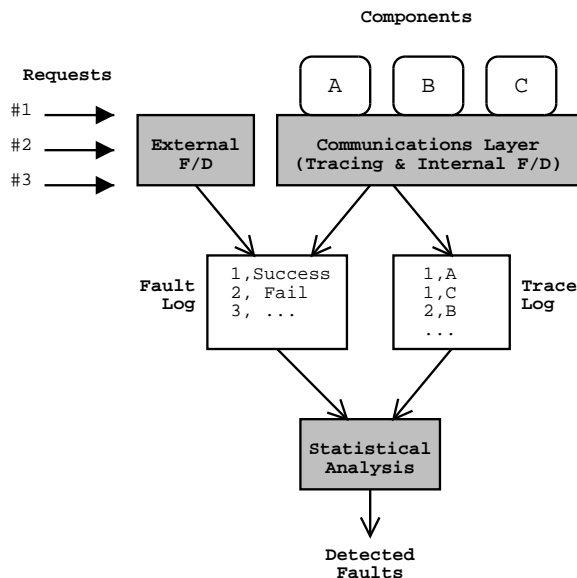 Components
Requests
A
B
C
#1
#2
#3
External
F/D
Communications Layer
(Tracing & Internal F/D)
Fault
Log
1,Success
2, Fail
3, ...
1,A
1,C
2,B
...
Trace
Log
Statistical
Analysis
Detected
Faults